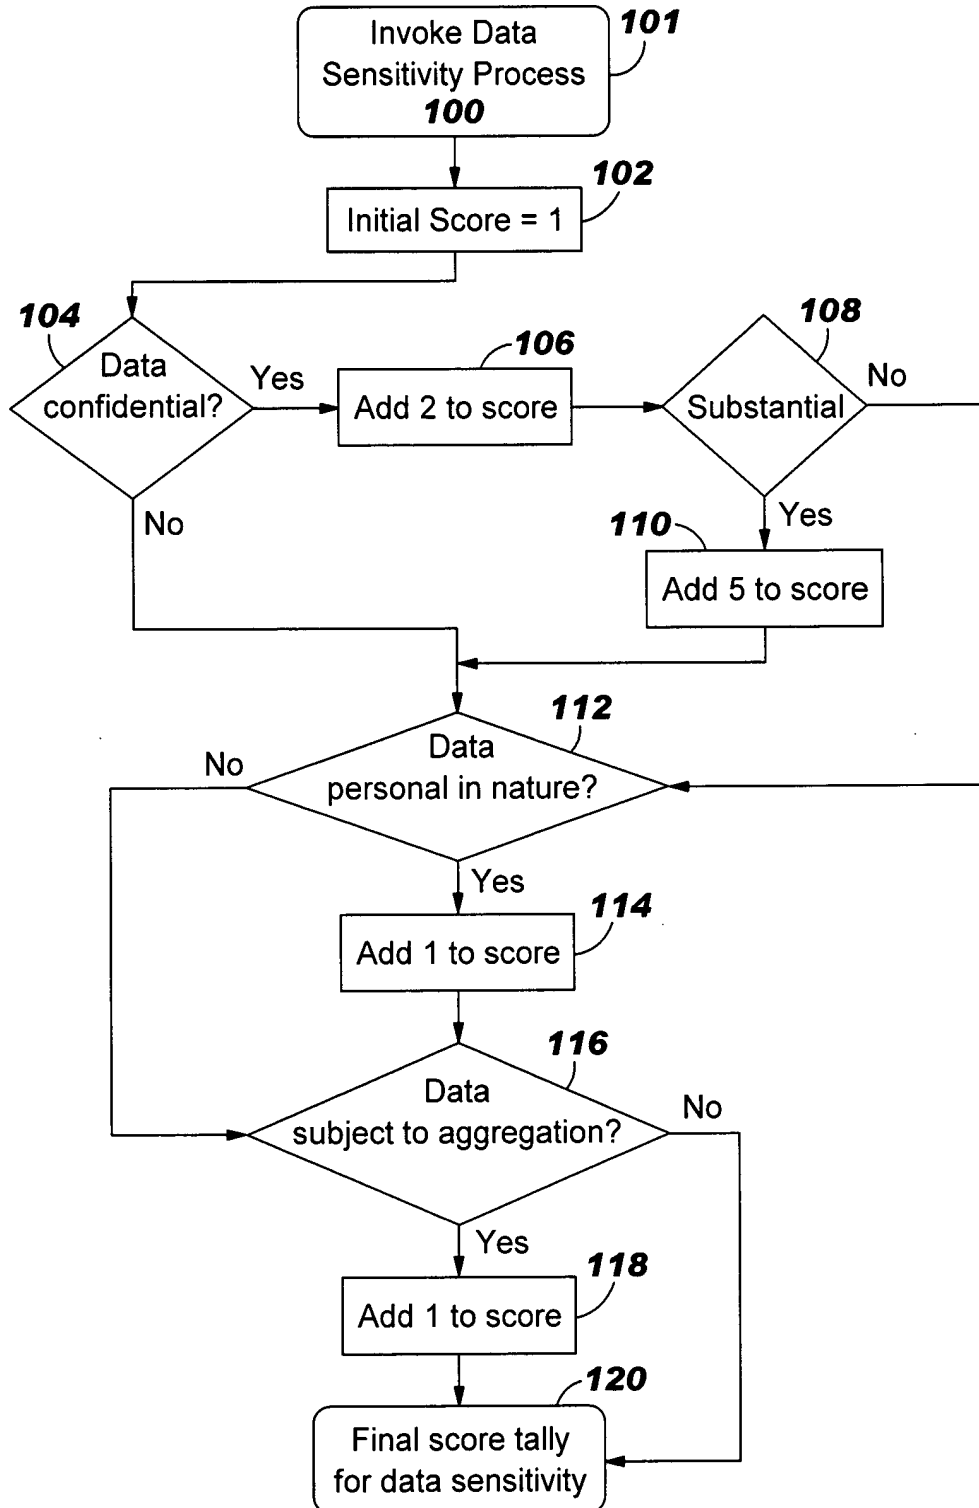 Invoke Data
Sensitivity Process
100
101
102
Initial Score = 1
104
Data
confidential?
Yes
No
106
Add 2 to score
108
Substantial
No
Yes
110
Add 5 to score
112
Data
personal in nature?
No
Yes
114
Add 1 to score
116
Data
subject to aggregation?
No
Yes
118
Add 1 to score
120
Final score tally
for data sensitivity